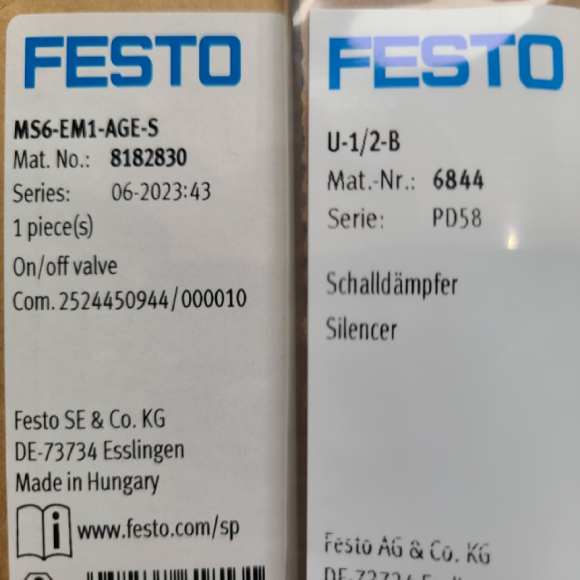 FESTO
MS6-EM1-AGE-S
Mat. No.: 8182830
Series: 06-2023:43
1 piece(s)
On/off valve
Com. 2524450944/000010
Festo SE & Co. KG
DE-73734 Esslingen
Made in Hungary
www.festo.com/sp
FESTO
U-1/2-B
Mat.-Nr.: 6844
Serie: PD58
Schalldämpfer
Silencer
Festo AG & Co. KG